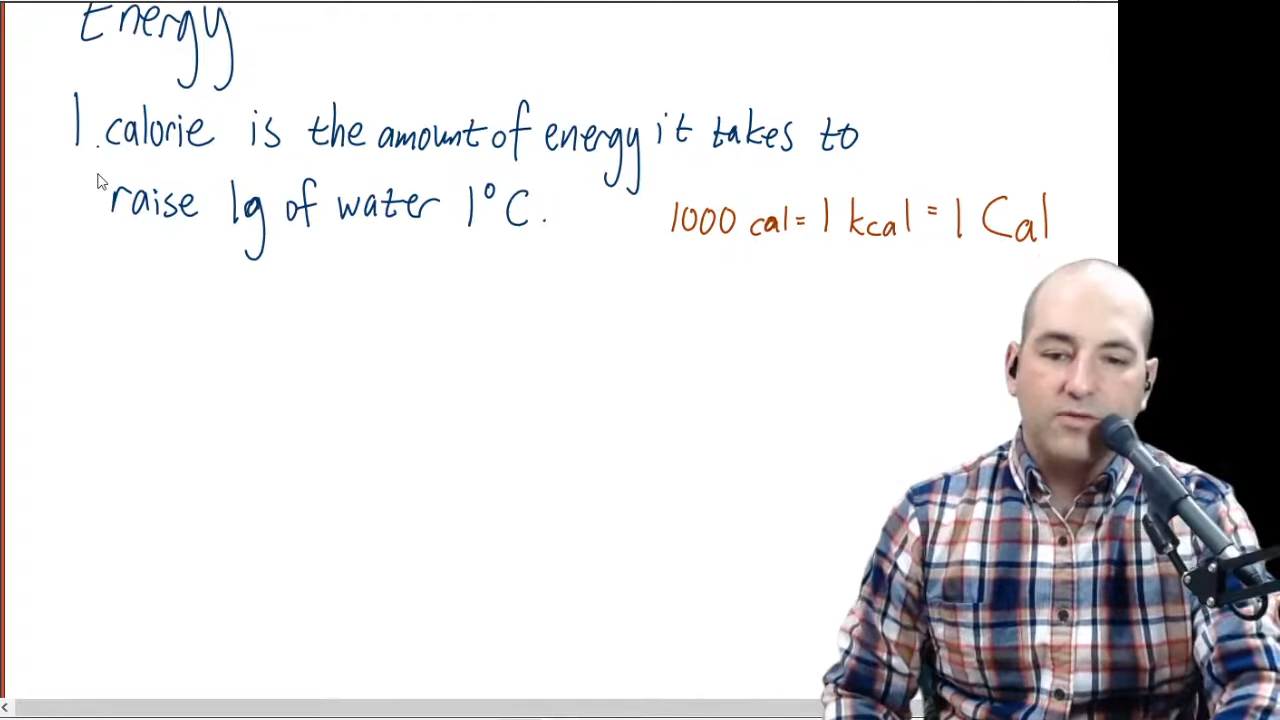 Energy
1 calorie is the amount of energy it takes to
raise 1g of water 1°C.
1000 cal = 1 kcal = 1 Cal